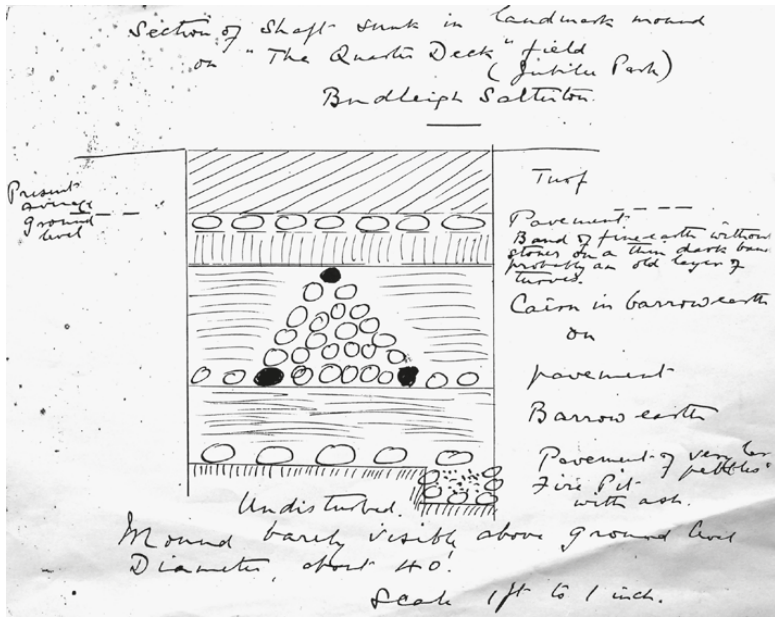 Section of Shaft sunk in landmark mound
on "The Quarter Deck" field
(Jubilee Park)
Budleigh Salterton.
Present
average
ground
level
Turf
Pavement
Band of fine earth without
stones on a thin dark band
probably an old layer of
turves.
Cairn in barrow earth
on
pavement
Barrow earth
Pavement of very
pebbles
Fire Pit
with ash.
Undisturbed.
Mound barely visible above ground level
Diameter, about 40'.
Scale 1 ft to 1 inch.